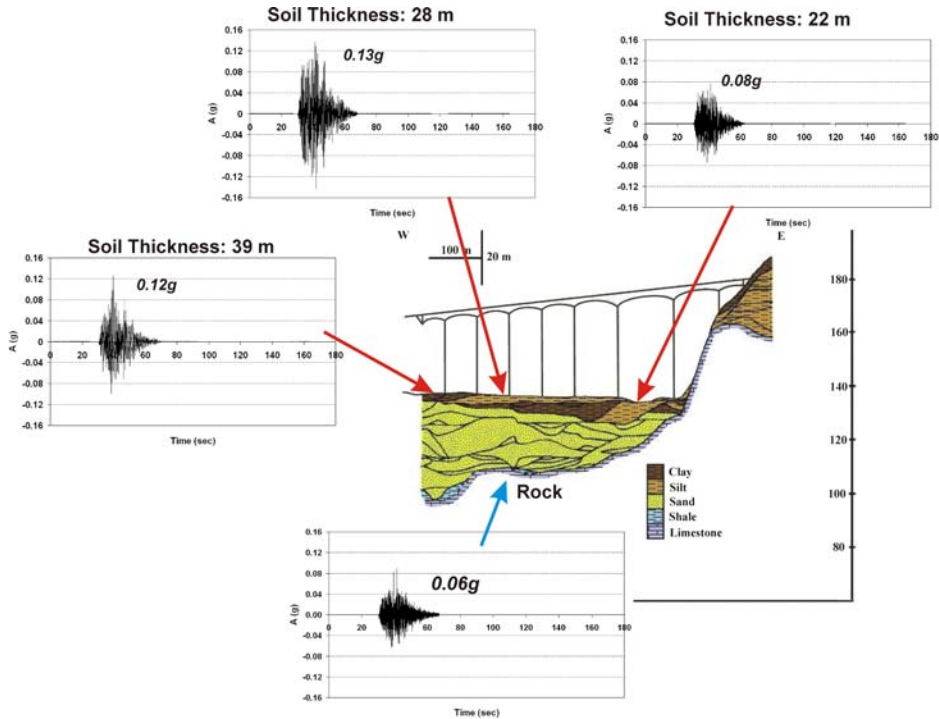 Soil Thickness: 28 m
0.16
0.12
0.08
0.04
0
-0.04
-0.08
-0.12
-0.16
A (g)
0.13g
0 20 40 60 80 100 120 140 160 180
Time (sec)
Soil Thickness: 22 m
0.16
0.12
0.08
0.04
0
-0.04
-0.08
-0.12
-0.16
A (g)
0.08g
0 20 40 60 80 100 120 140 160 180
Time (sec)
Soil Thickness: 39 m
0.16
0.12
0.08
0.04
0
-0.04
-0.08
-0.12
-0.16
A (g)
0.12g
0 20 40 60 80 100 120 140 160 180
Time (sec)
W
E
100 m
20 m
180
160
140
120
100
80
Clay
Silt
Sand
Shale
Limestone
Rock
0.16
0.12
0.08
0.04
0.00
-0.04
-0.08
-0.12
-0.16
A (g)
0.06g
0 20 40 60 80 100 120 140 160 180
Time (sec)